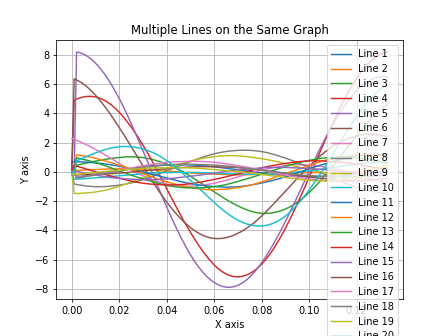 Multiple Lines on the Same Graph
Y axis
8
6
4
2
0
−2
−4
−6
−8
0.00
0.02
0.04
0.06
0.08
0.10
X axis
Line 1
Line 2
Line 3
Line 4
Line 5
Line 6
Line 7
Line 8
Line 9
Line 10
Line 11
Line 12
Line 13
Line 14
Line 15
Line 16
Line 17
Line 18
Line 19
Line 20